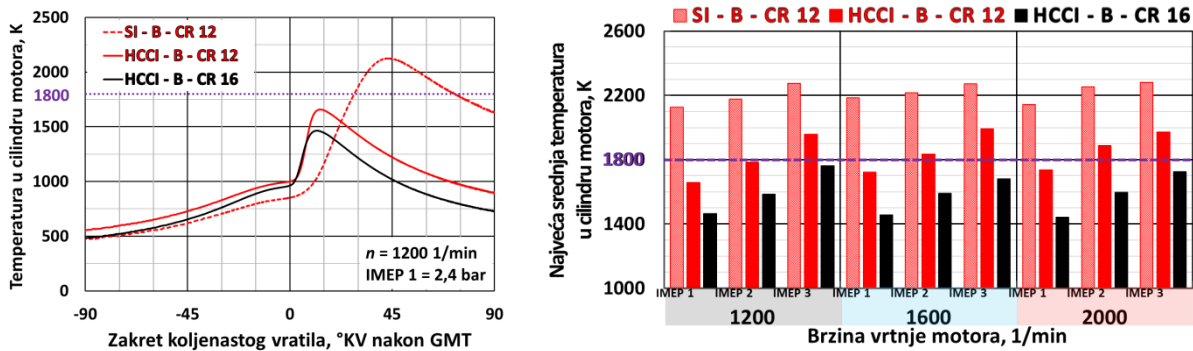 Temperatura u cilindru motora, K
2500
2000
1800
1500
1000
500
0
SI - B - CR 12
HCCI - B - CR 12
HCCI - B - CR 16
n = 1200 1/min
IMEP 1 = 2,4 bar
-90 -45 0 45 90
Zakret koljenastog vratila, °KV nakon GMT
SI - B - CR 12 HCCI - B - CR 12 HCCI - B - CR 16
Najveća srednja temperatura
u cilindru motora, K
2600
2200
1800
1400
1000
IMEP 1 IMEP 2 IMEP 3 IMEP 1 IMEP 2 IMEP 3 IMEP 1 IMEP 2 IMEP 3
1200 1600 2000
Brzina vrtnje motora, 1/min